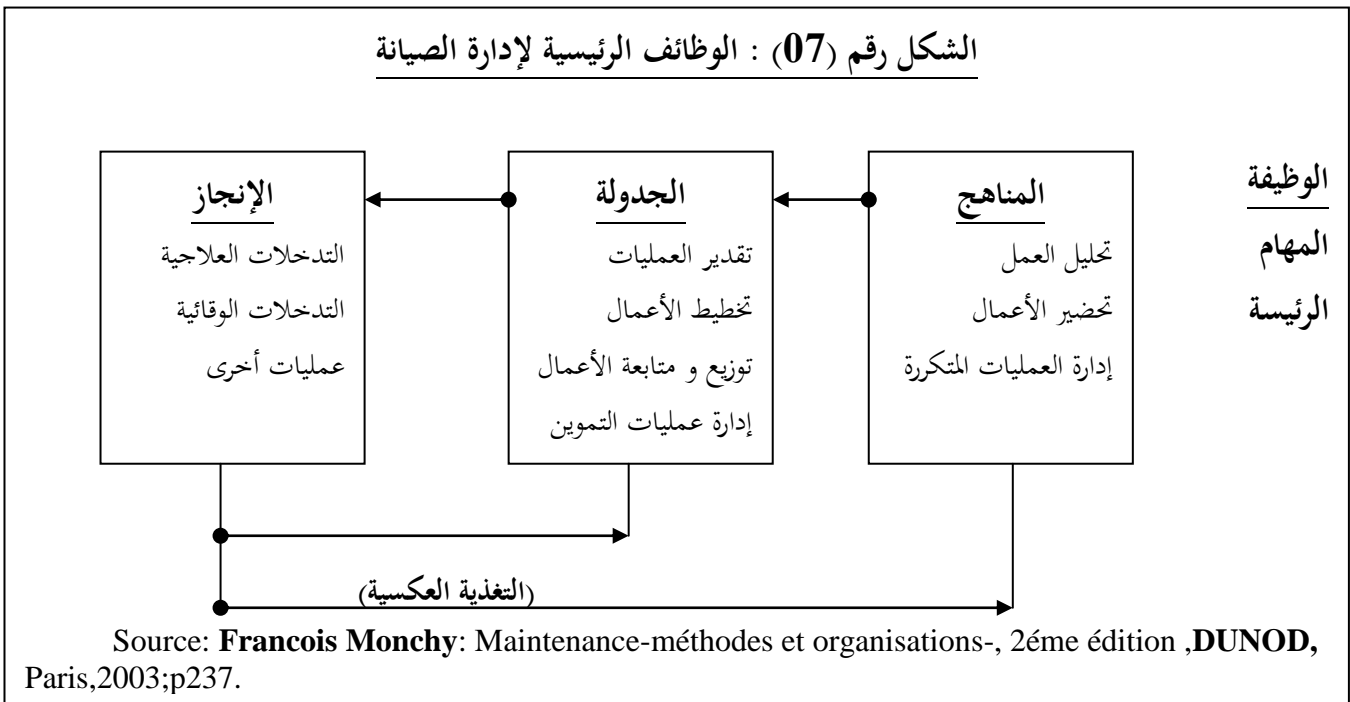 الشكل رقم (07) : الوظائف الرئيسية لإدارة الصيانة
الوظيفة
المهام
الرئيسة
المناهج
تحليل العمل
تحضير الأعمال
إدارة العمليات المتكررة
الجدولة
تقدير العمليات
تخطيط الأعمال
توزيع و متابعة الأعمال
إدارة عمليات التموين
الإنجاز
التدخلات العلاجية
التدخلات الوقائية
عمليات أخرى
(التغذية العكسية)
Source: Francois Monchy: Maintenance-méthodes et organisations-, 2éme édition ,DUNOD,
Paris,2003;p237.